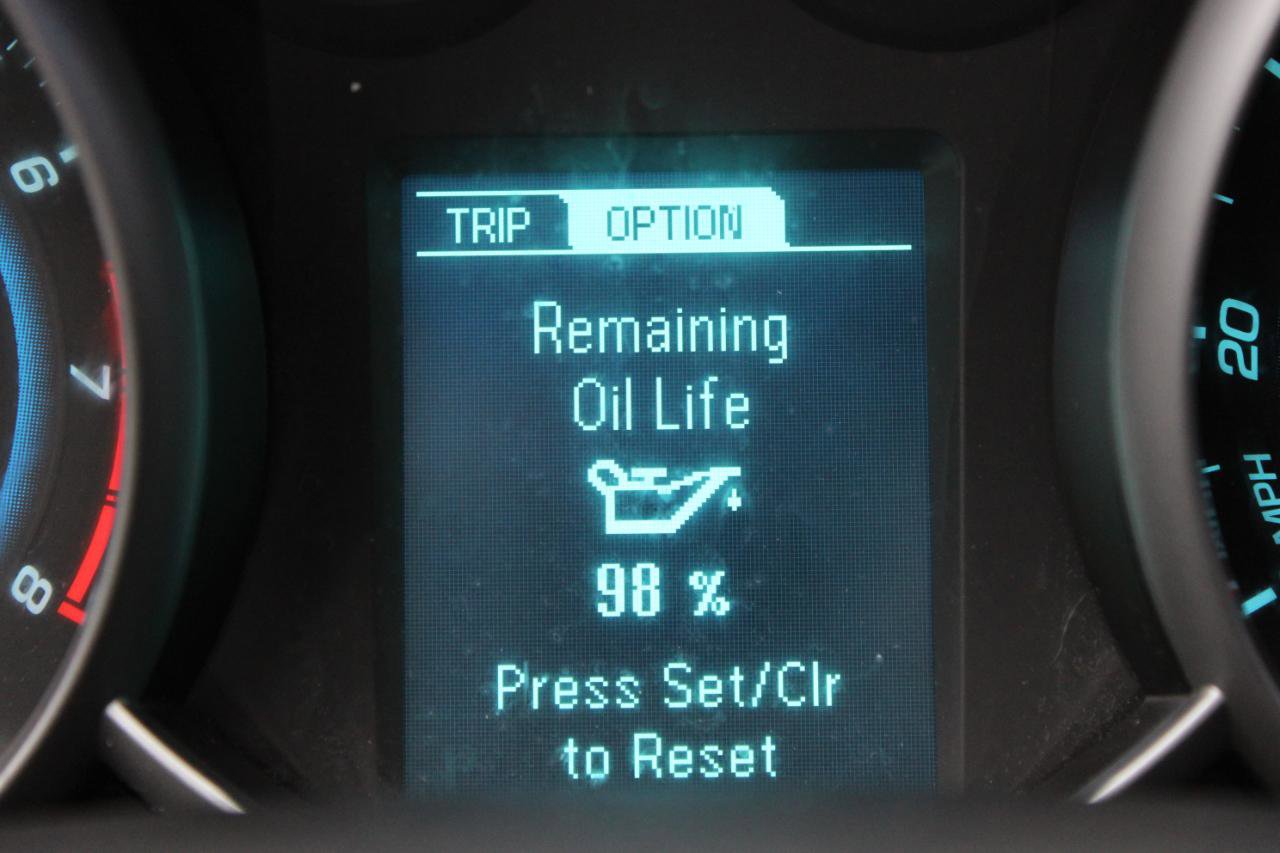 TRIP OPTION
Remaining
Oil Life
98 %
Press Set/Clr
to Reset
6
7
8
20
MPH